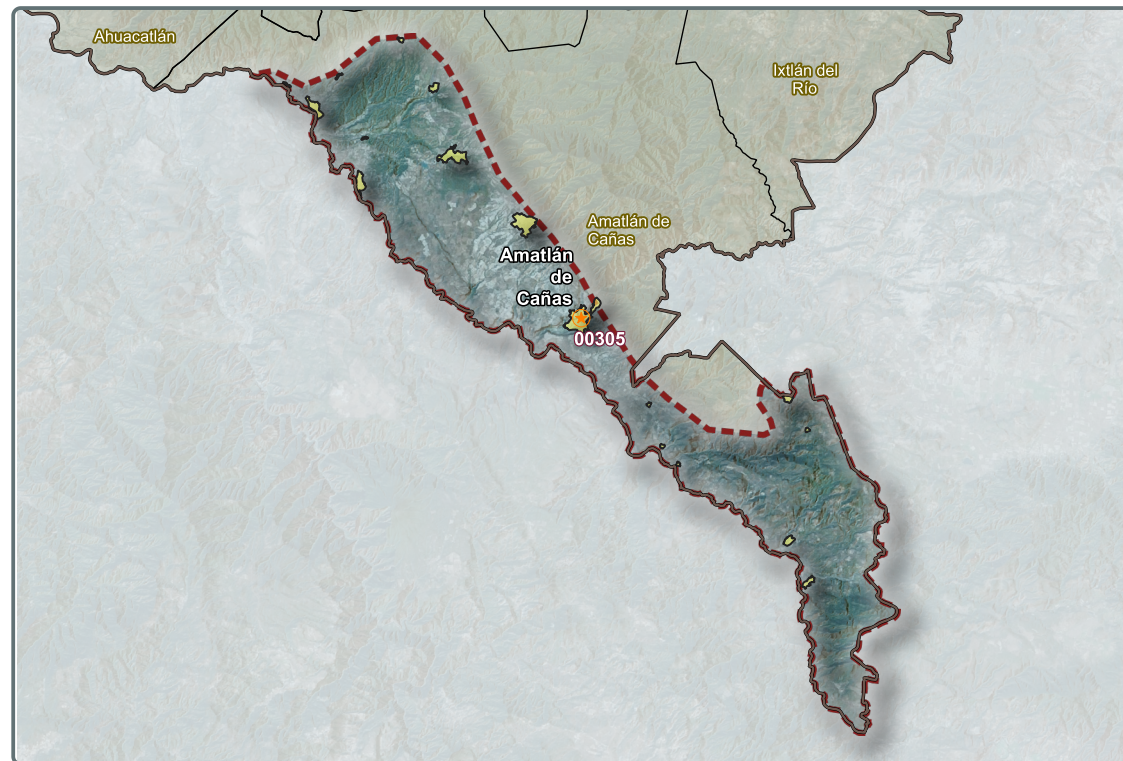 Ahuacatlán
Ixtlán del
Río
Amatlán de
Cañas
Amatlán
de
Cañas
00305